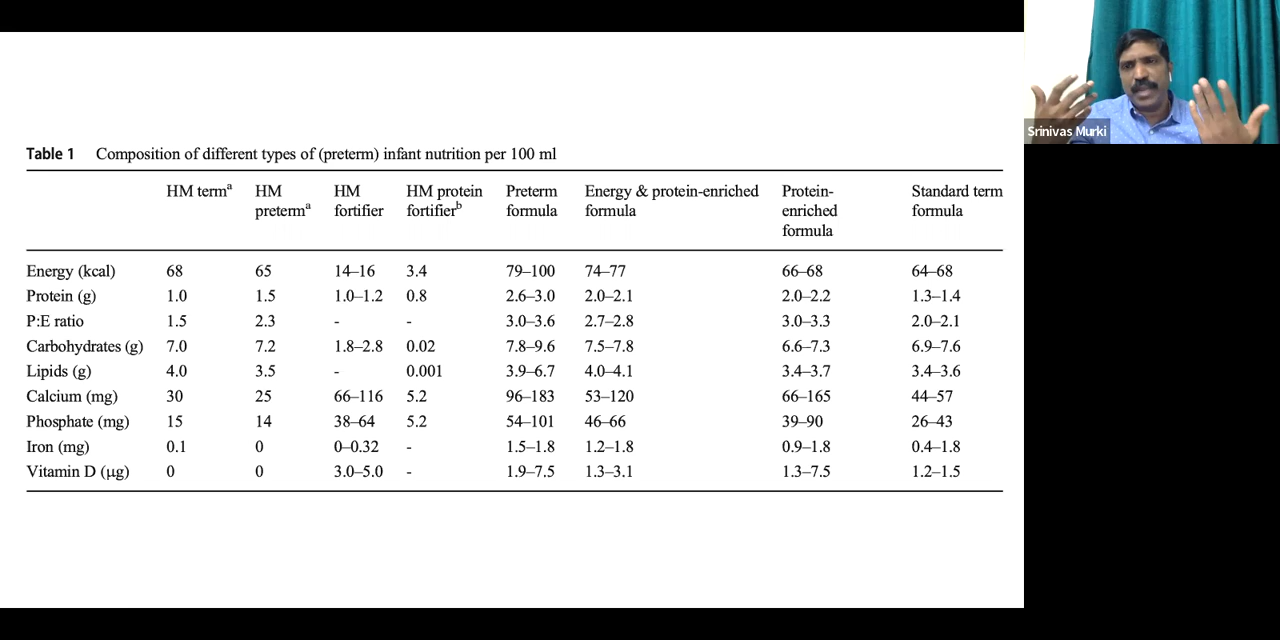 Table 1 Composition of different types of (preterm) infant nutrition per 100 ml
HM termᵃ HM pretermᵃ HM fortifier HM protein fortifierᵇ Preterm formula Energy & protein-enriched formula Protein-enriched formula Standard term formula
Energy (kcal) 68 65 14–16 3.4 79–100 74–77 66–68 64–68
Protein (g) 1.0 1.5 1.0–1.2 0.8 2.6–3.0 2.0–2.1 2.0–2.2 1.3–1.4
P:E ratio 1.5 2.3 - - 3.0–3.6 2.7–2.8 3.0–3.3 2.0–2.1
Carbohydrates (g) 7.0 7.2 1.8–2.8 0.02 7.8–9.6 7.5–7.8 6.6–7.3 6.9–7.6
Lipids (g) 4.0 3.5 - 0.001 3.9–6.7 4.0–4.1 3.4–3.7 3.4–3.6
Calcium (mg) 30 25 66–116 5.2 96–183 53–120 66–165 44–57
Phosphate (mg) 15 14 38–64 5.2 54–101 46–66 39–90 26–43
Iron (mg) 0.1 0 0–0.32 - 1.5–1.8 1.2–1.8 0.9–1.8 0.4–1.8
Vitamin D (μg) 0 0 3.0–5.0 - 1.9–7.5 1.3–3.1 1.3–7.5 1.2–1.5
Srinivas Murki